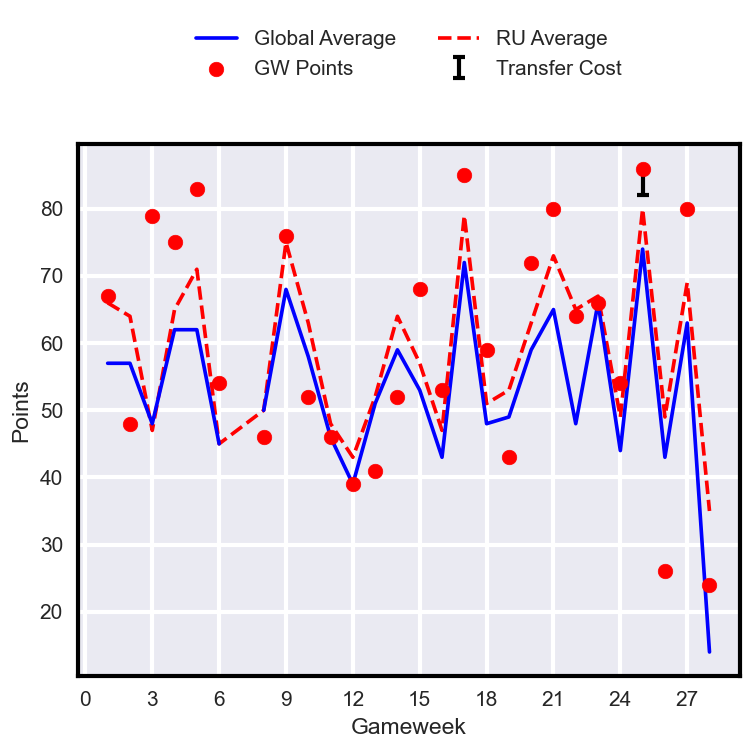 Global Average
RU Average
GW Points
Transfer Cost
80
70
60
50
40
30
20
Points
0 3 6 9 12 15 18 21 24 27
Gameweek